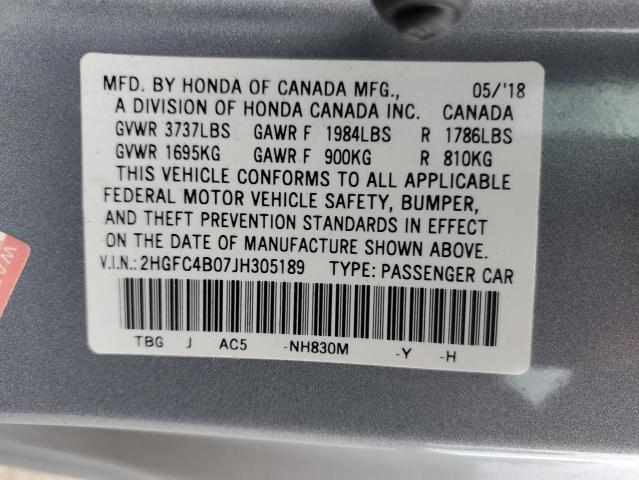 MFD. BY HONDA OF CANADA MFG., 05/'18
A DIVISION OF HONDA CANADA INC. CANADA
GVWR 3737LBS GAWR F 1984LBS R 1786LBS
GVWR 1695KG GAWR F 900KG R 810KG
THIS VEHICLE CONFORMS TO ALL APPLICABLE
FEDERAL MOTOR VEHICLE SAFETY, BUMPER,
AND THEFT PREVENTION STANDARDS IN EFFECT
ON THE DATE OF MANUFACTURE SHOWN ABOVE.
V.I.N.: 2HGFC4B07JH305189 TYPE: PASSENGER CAR
TBG J AC5 -NH830M -Y -H